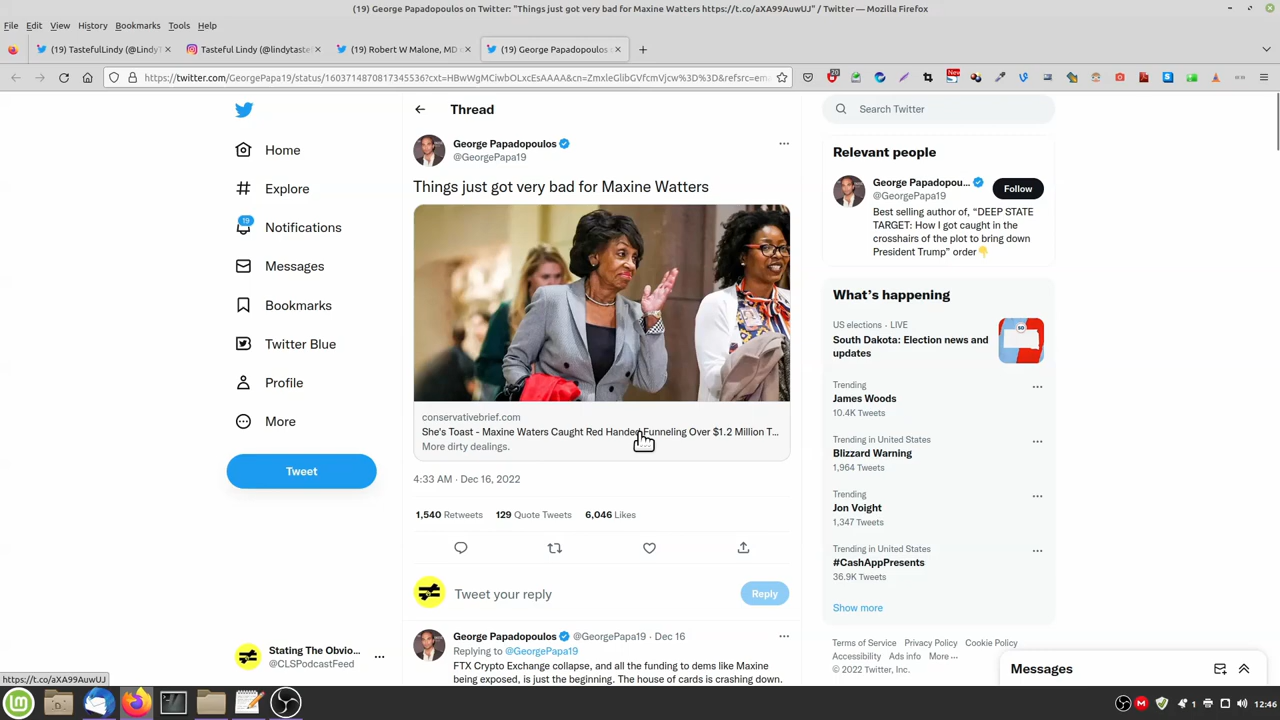 (19) George Papadopoulos on Twitter: "Things just got very bad for Maxine Watters https://t.co/aXA99AuwUJ" / Twitter — Mozilla Firefox
File Edit View History Bookmarks Tools Help
(19) TastefulLindy (@LindyT
Tasteful Lindy (@lindytaste
(19) Robert W Malone, MD
(19) George Papadopoulos
https://twitter.com/GeorgePapa19/status/1603714870817345536?cxt=HBwWgMCiwbOLxcEsAAAA&cn=ZmxleGlibGVfcmVjcw%3D%3D&refsrc=em
20
New
Home
Explore
19
Notifications
Messages
Bookmarks
Twitter Blue
Profile
More
Tweet
Stating The Obvio...
@CLSPodcastFeed
Thread
George Papadopoulos
@GeorgePapa19
Things just got very bad for Maxine Watters
conservativebrief.com
She's Toast - Maxine Waters Caught Red Handed Funneling Over $1.2 Million T...
More dirty dealings.
4:33 AM · Dec 16, 2022
1,540 Retweets 129 Quote Tweets 6,046 Likes
Tweet your reply
Reply
George Papadopoulos @GeorgePapa19 · Dec 16
Replying to @GeorgePapa19
FTX Crypto Exchange collapse, and all the funding to dems like Maxine
being exposed, is just the beginning. The house of cards is crashing down.
Search Twitter
Relevant people
George Papadopou...
@GeorgePapa19
Follow
Best selling author of, “DEEP STATE
TARGET: How I got caught in the
crosshairs of the plot to bring down
President Trump” order
What’s happening
US elections · LIVE
South Dakota: Election news and
updates
Trending
James Woods
10.4K Tweets
Trending in United States
Blizzard Warning
1,964 Tweets
Trending
Jon Voight
1,347 Tweets
Trending in United States
#CashAppPresents
36.9K Tweets
Show more
Terms of Service Privacy Policy Cookie Policy
Accessibility Ads info More ···
© 2022 Twitter, Inc.
Messages
https://t.co/aXA99AuwUJ
1
12:46